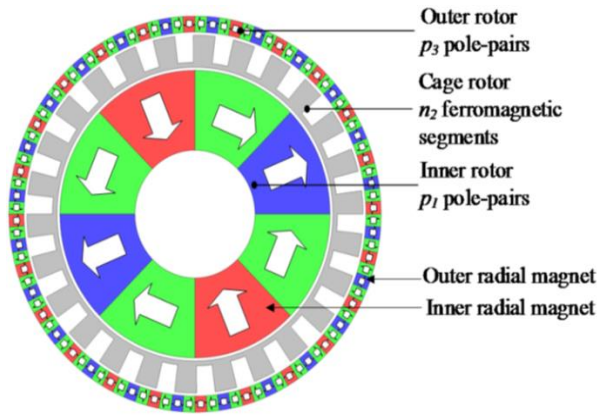 Outer rotor
p3 pole-pairs
Cage rotor
n2 ferromagnetic
segments
Inner rotor
p1 pole-pairs
Outer radial magnet
Inner radial magnet